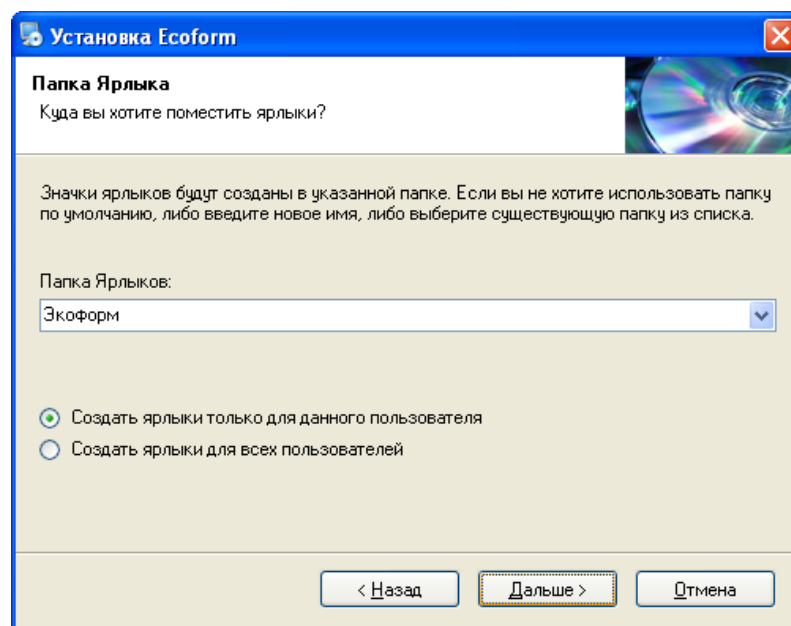 Установка Ecoform
Папка Ярлыка
Куда вы хотите поместить ярлыки?
Значки ярлыков будут созданы в указанной папке. Если вы не хотите использовать папку
по умолчанию, либо введите новое имя, либо выберите существующую папку из списка.
Папка Ярлыков:
Экоформ
Создать ярлыки только для данного пользователя
Создать ярлыки для всех пользователей
< Назад Дальше > Отмена